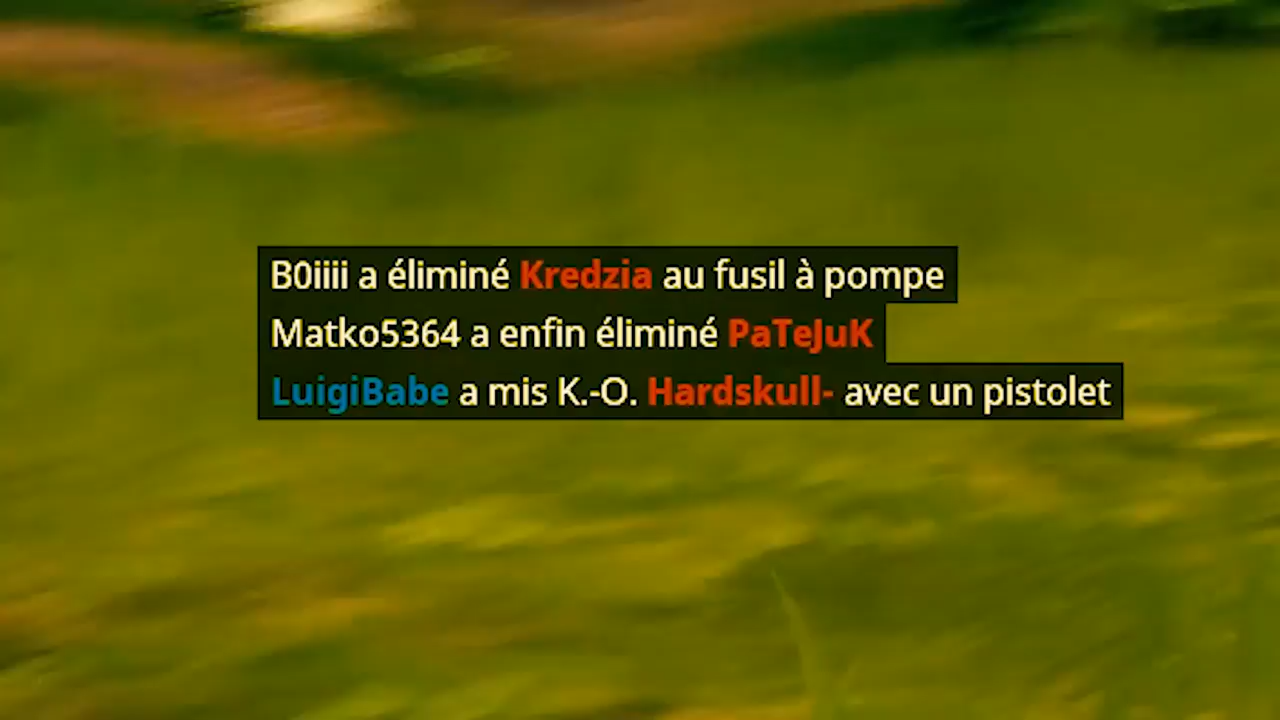 B0iiii a éliminé Kredzia au fusil à pompe
Matko5364 a enfin éliminé PaTeJuK
LuigiBabe a mis K.-O. Hardskull- avec un pistolet